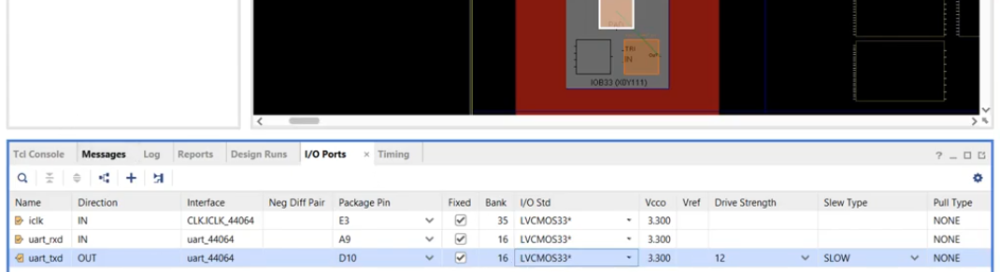 PAD
TRI
IN
Out
IOB33 (X0Y111)
Tcl Console Messages Log Reports Design Runs I/O Ports × Timing
? _
Name Direction Interface Neg Diff Pair Package Pin Fixed Bank I/O Std Vcco Vref Drive Strength Slew Type Pull Type
iclk IN CLK.ICLK_44064 E3 35 LVCMOS33* 3.300 NONE
uart_rxd IN uart_44064 A9 16 LVCMOS33* 3.300 NONE
uart_txd OUT uart_44064 D10 16 LVCMOS33* 3.300 12 SLOW NONE